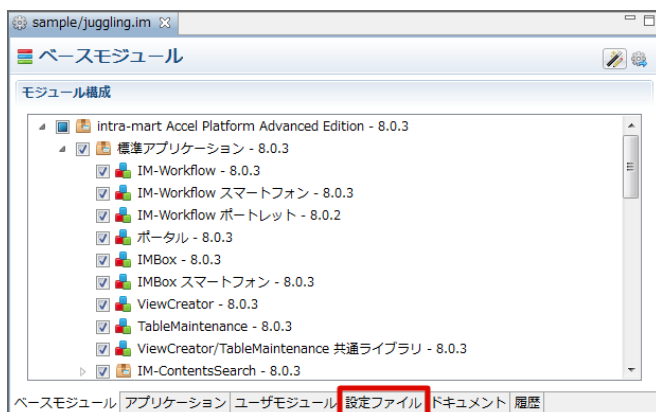 sample/juggling.im
ベースモジュール
モジュール構成
intra-mart Accel Platform Advanced Edition - 8.0.3
標準アプリケーション - 8.0.3
IM-Workflow - 8.0.3
IM-Workflow スマートフォン - 8.0.3
IM-Workflow ポートレット - 8.0.2
ポータル - 8.0.3
IMBox - 8.0.3
IMBox スマートフォン - 8.0.3
ViewCreator - 8.0.3
TableMaintenance - 8.0.3
ViewCreator/TableMaintenance 共通ライブラリ - 8.0.3
IM-ContentsSearch - 8.0.3
ベースモジュール アプリケーション ユーザモジュール 設定ファイル ドキュメント 履歴